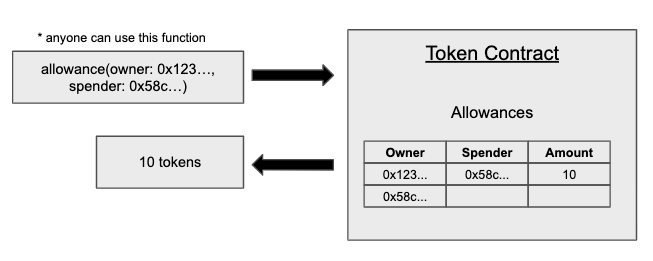 * anyone can use this function
allowance(owner: 0x123…,
spender: 0x58c…)
10 tokens
Token Contract
Allowances
Owner Spender Amount
0x123... 0x58c... 10
0x58c...